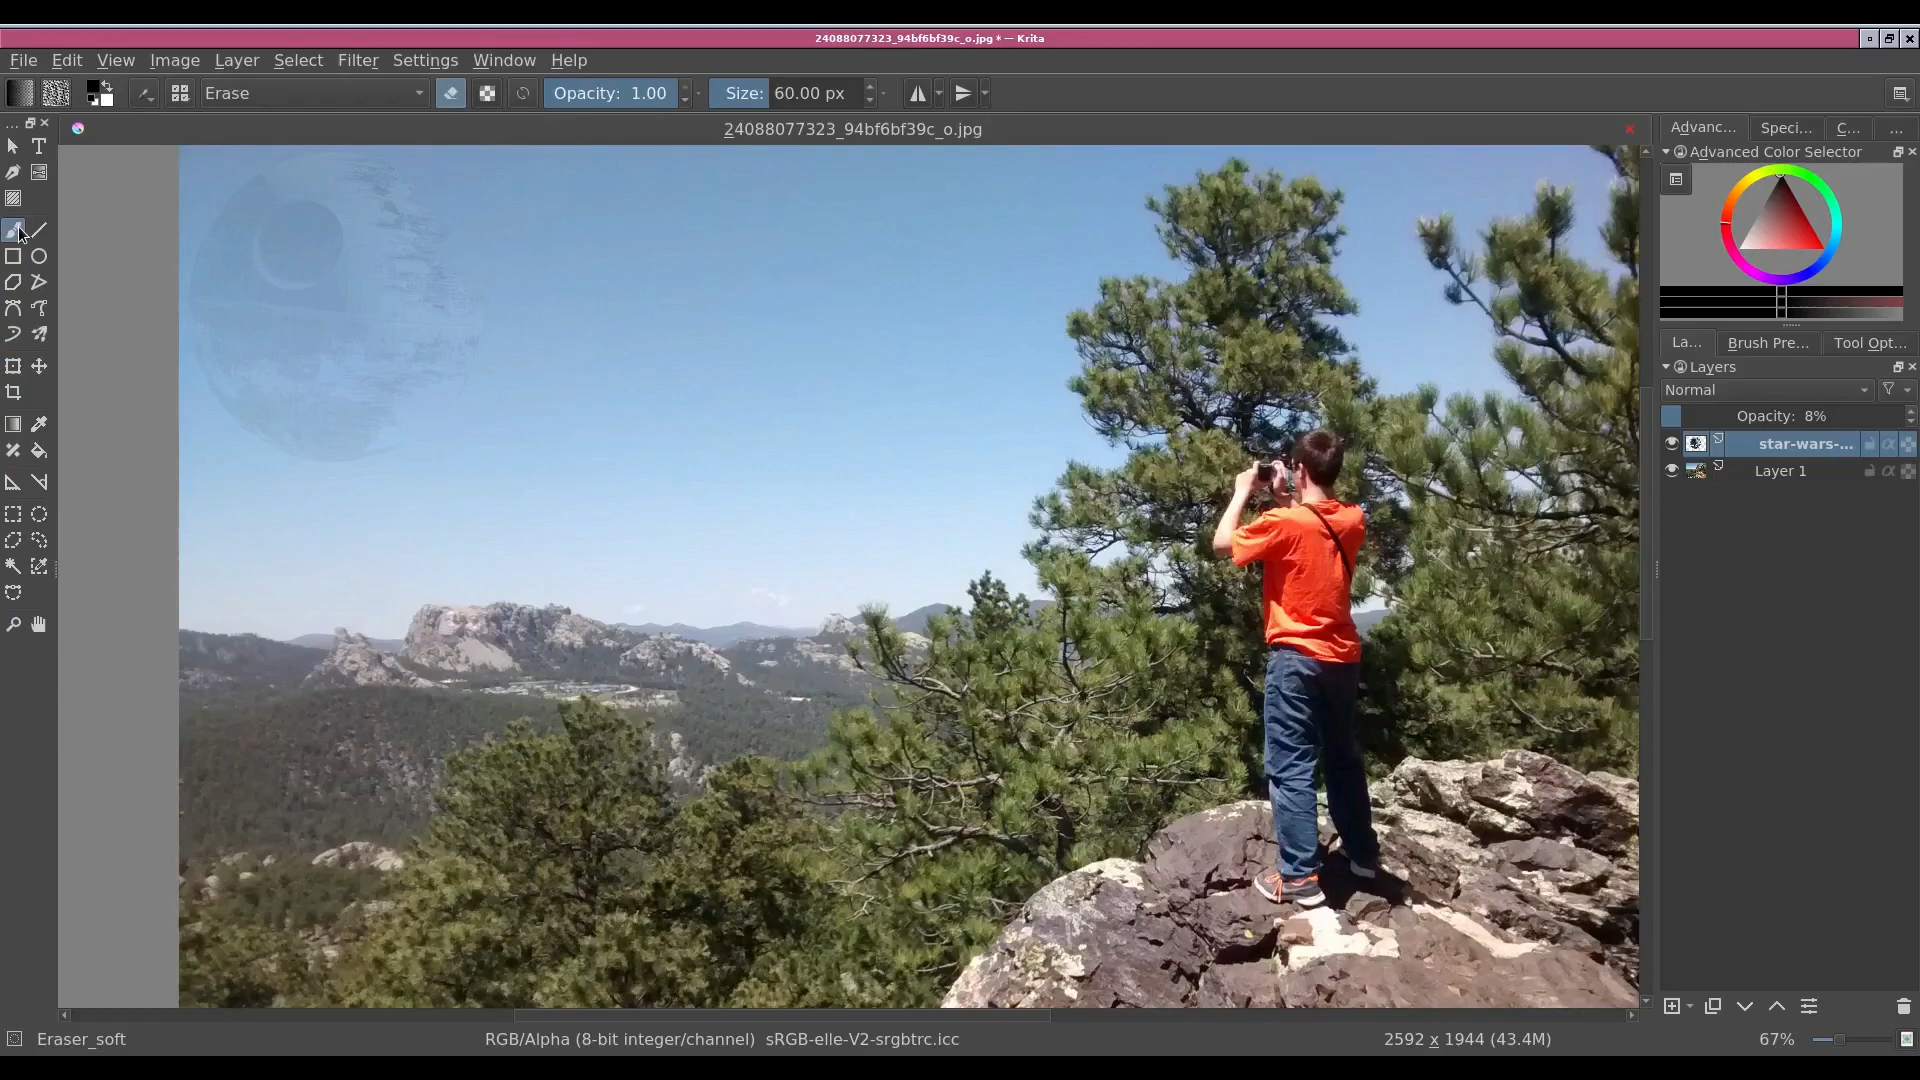 24088077323_94bf6bf39c_o.jpg * — Krita
File Edit View Image Layer Select Filter Settings Window Help
Erase Opacity: 1.00 Size: 60.00 px
24088077323_94bf6bf39c_o.jpg
Advanc... Speci... C... ...
Advanced Color Selector
La... Brush Pre... Tool Opt...
Layers
Normal
Opacity: 8%
star-wars-...
Layer 1
Eraser_soft RGB/Alpha (8-bit integer/channel) sRGB-elle-V2-srgbtrc.icc 2592 x 1944 (43.4M) 67%